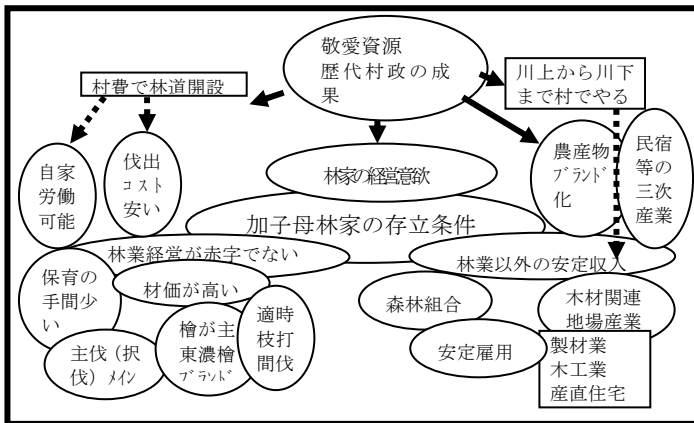 敬愛資源
歴代村政の成
果
村費で林道開設
川上から川下
まで村でやる
自家
労働
可能
伐出
コスト
安い
林家の経営意欲
農産物
ブランド
化
民宿
等の
三次
産業
加子母林家の存立条件
林業経営が赤字でない
林業以外の安定収入
保育の
手間少
い
材価が高い
適時
枝打
間伐
森林組合
木材関連
地場産業
主伐（択
伐）メイン
檜が主
東濃檜
ブランド
安定雇用
製材業
木工業
産直住宅